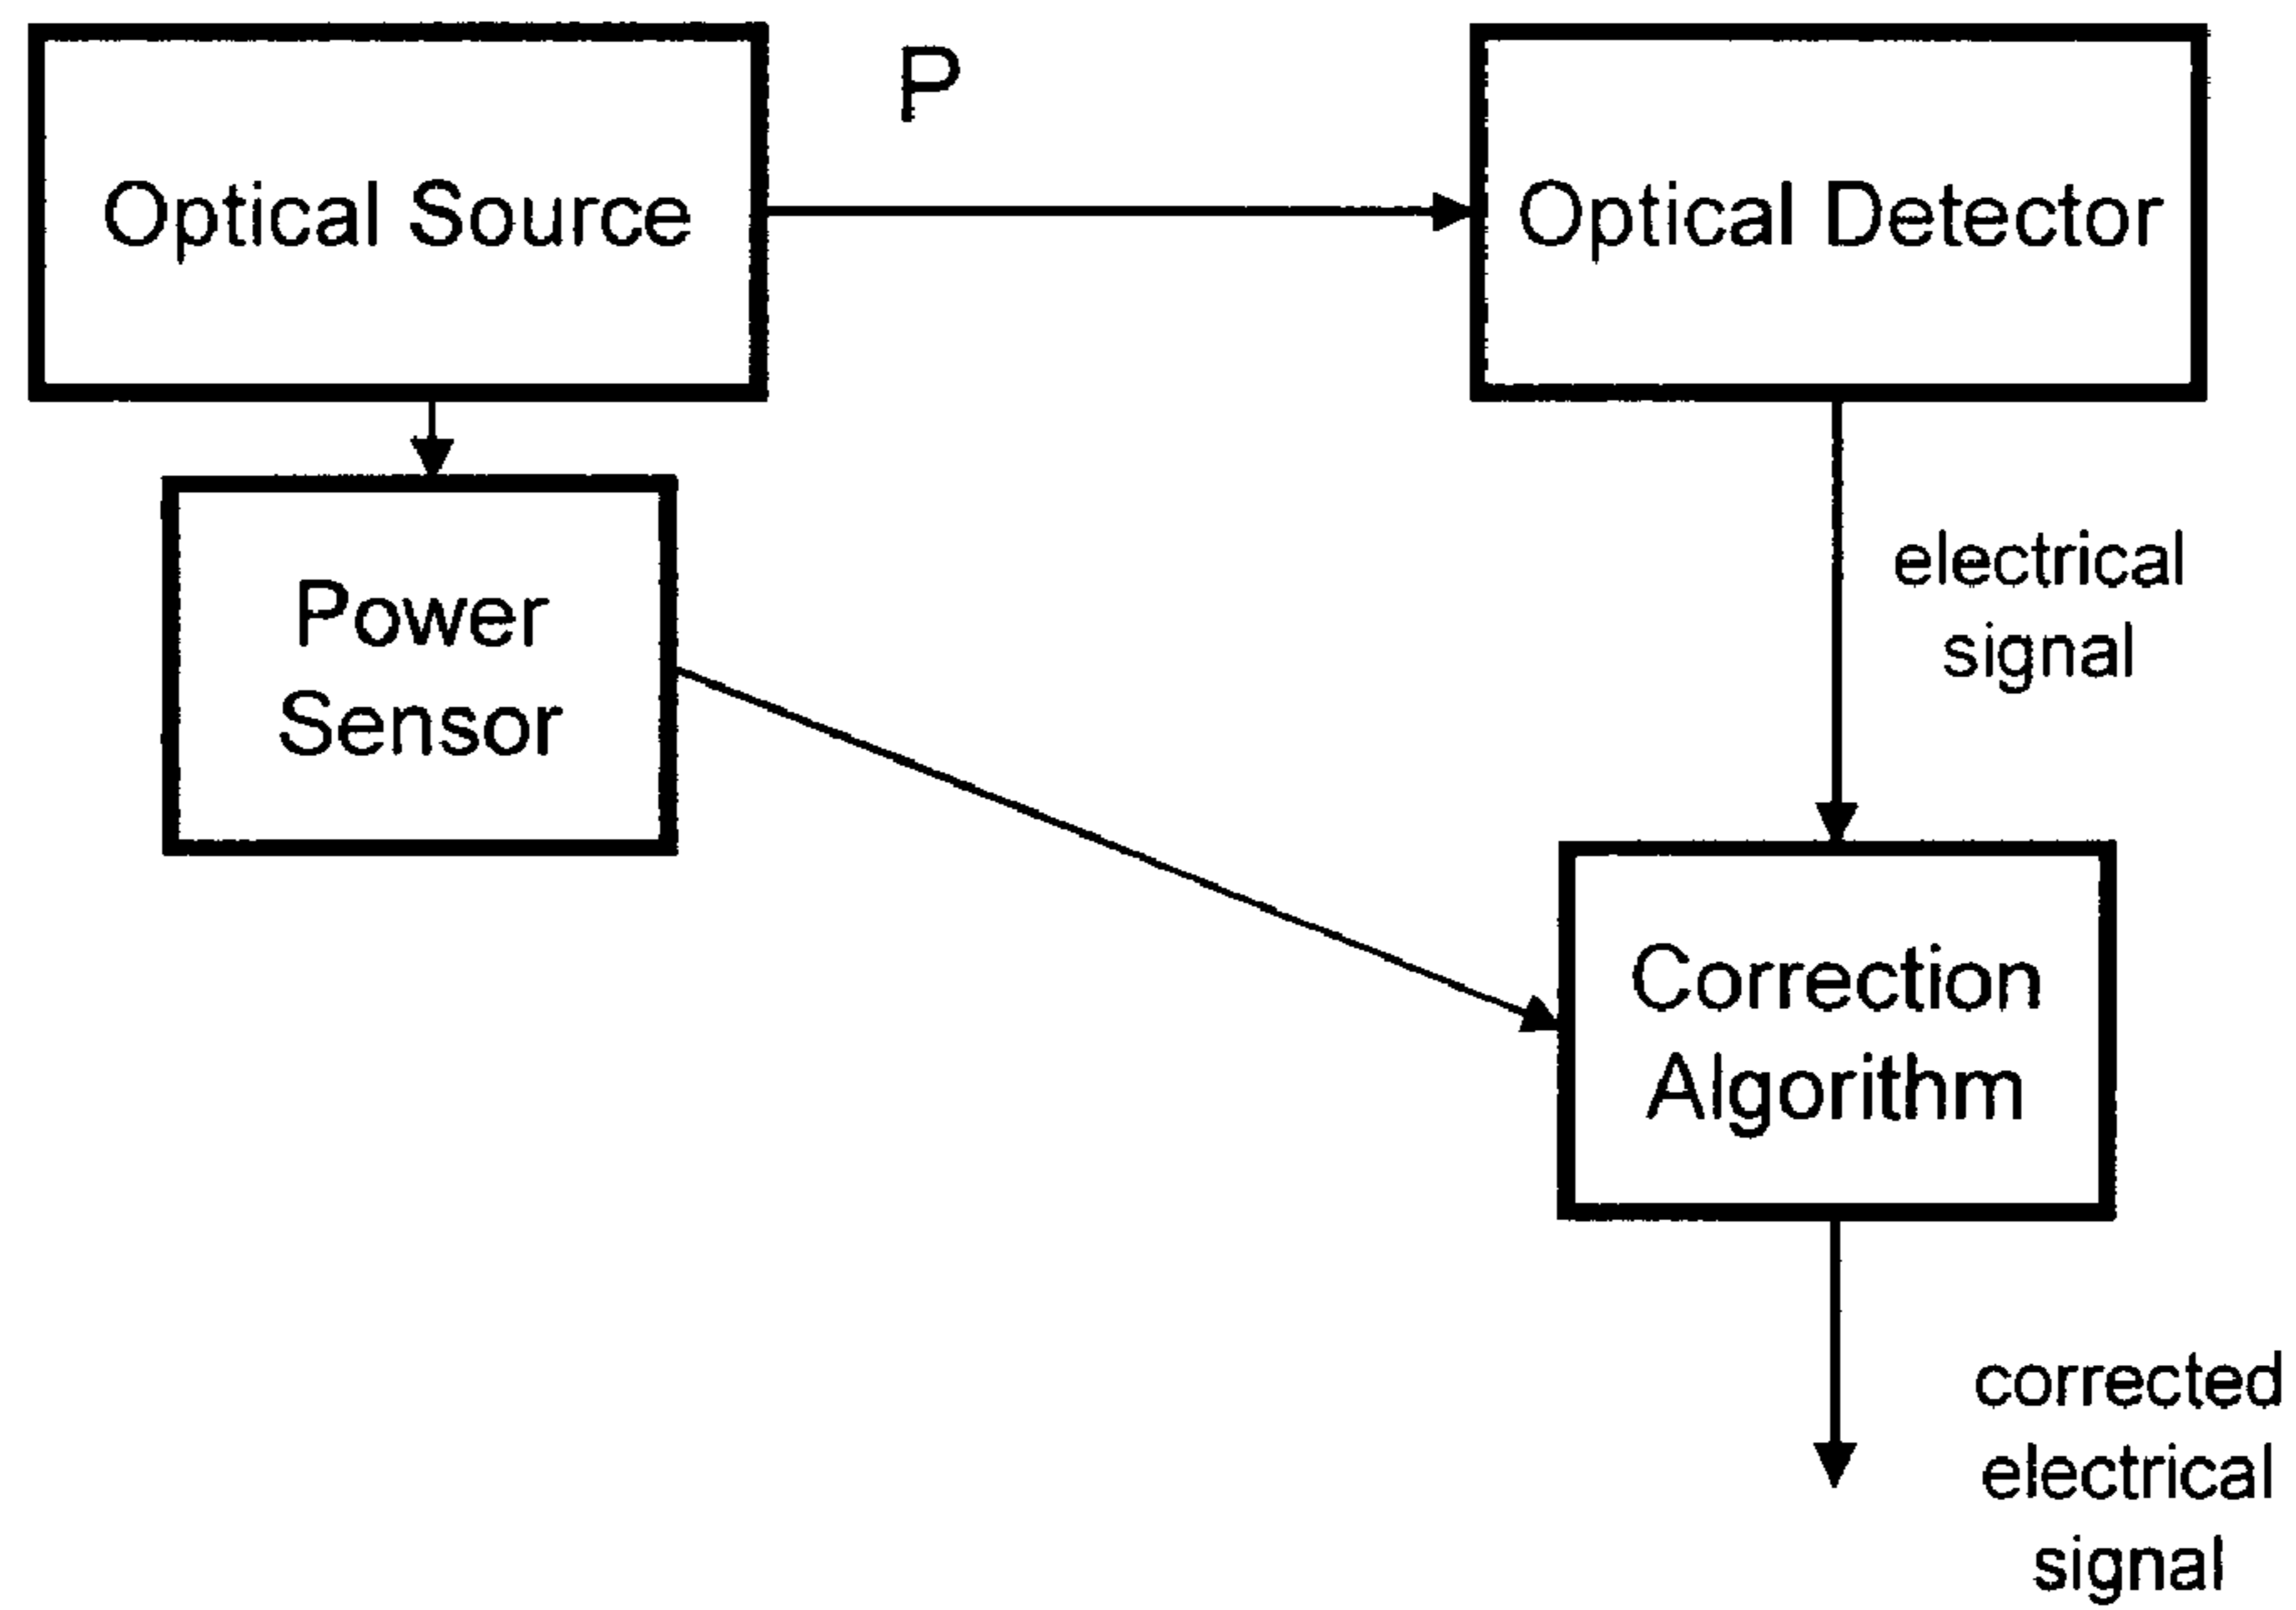 P
Optical Source
Optical Detector
Power
Sensor
electrical
signal
Correction
Algorithm
corrected
electrical
signal